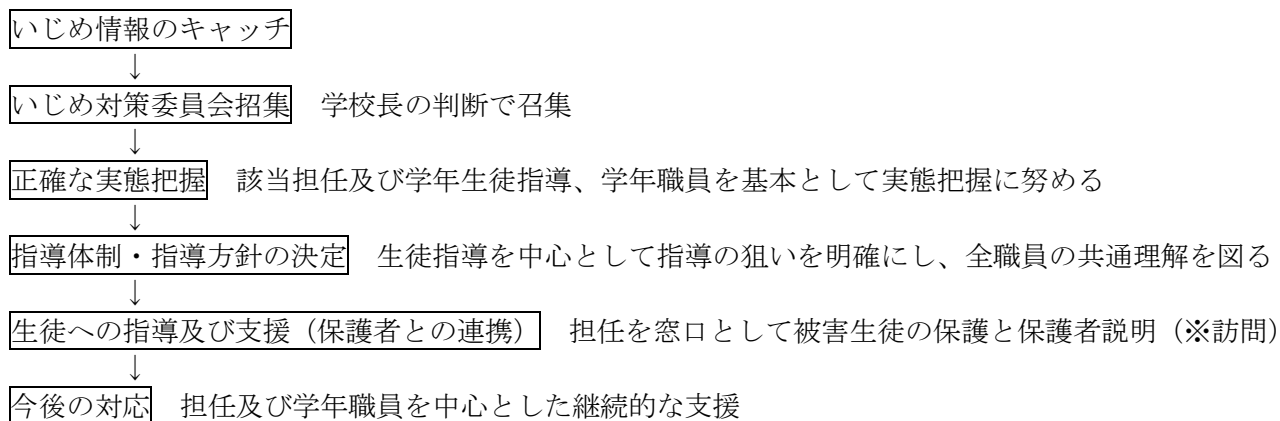 いじめ情報のキャッチ
↓
いじめ対策委員会招集　学校長の判断で召集
↓
正確な実態把握　該当担任及び学年生徒指導、学年職員を基本として実態把握に努める
↓
指導体制・指導方針の決定　生徒指導を中心として指導の狙いを明確にし、全職員の共通理解を図る
↓
生徒への指導及び支援（保護者との連携）　担任を窓口として被害生徒の保護と保護者説明（※訪問）
↓
今後の対応　担任及び学年職員を中心とした継続的な支援